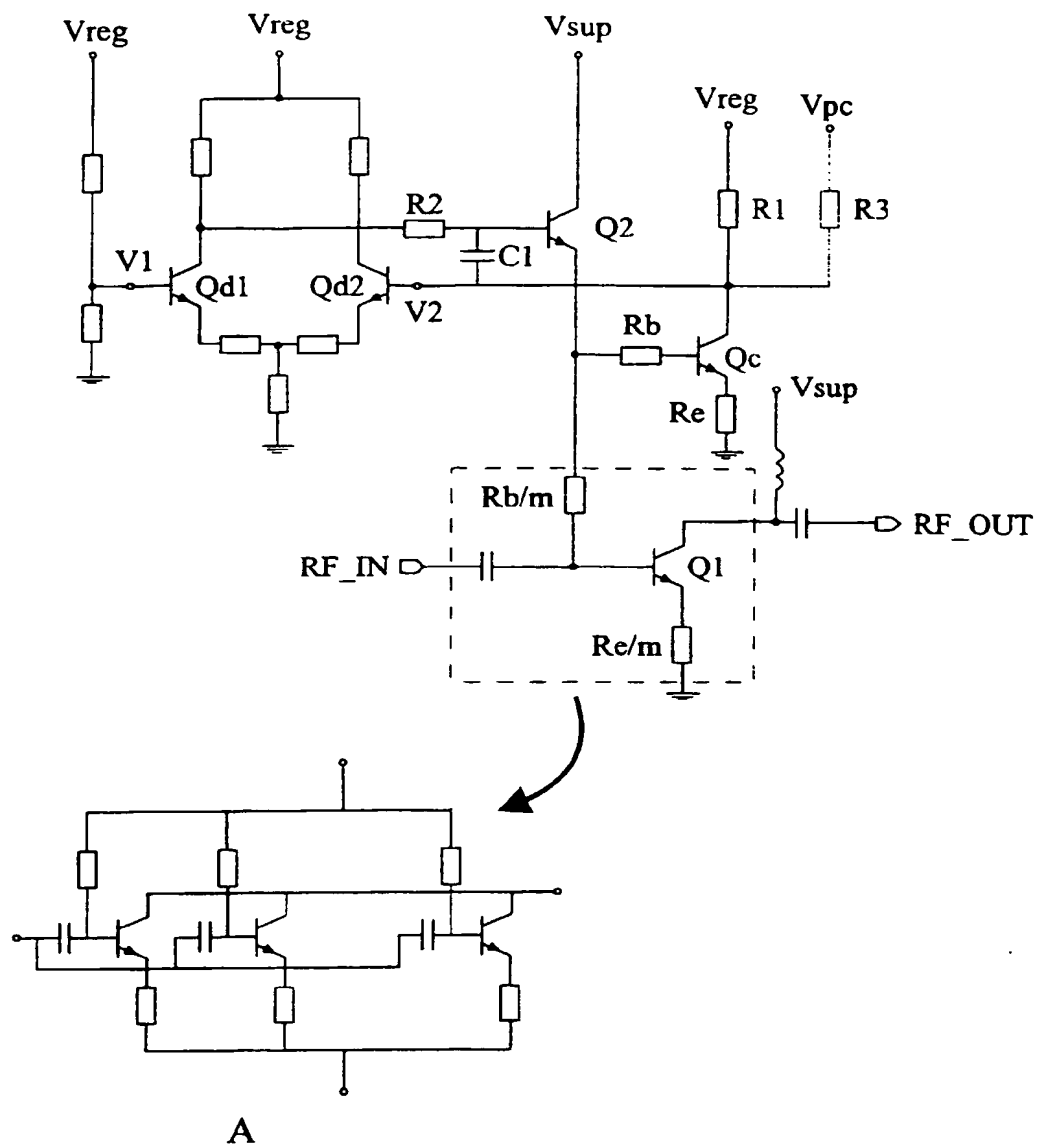 Vreg
Vreg
Vsup
Vreg
Vpc
R2
Q2
R1
R3
V1
C1
Qd1
Qd2
V2
Rb
Qc
Vsup
Re
Rb/m
RF_OUT
RF_IN
Q1
Re/m
A